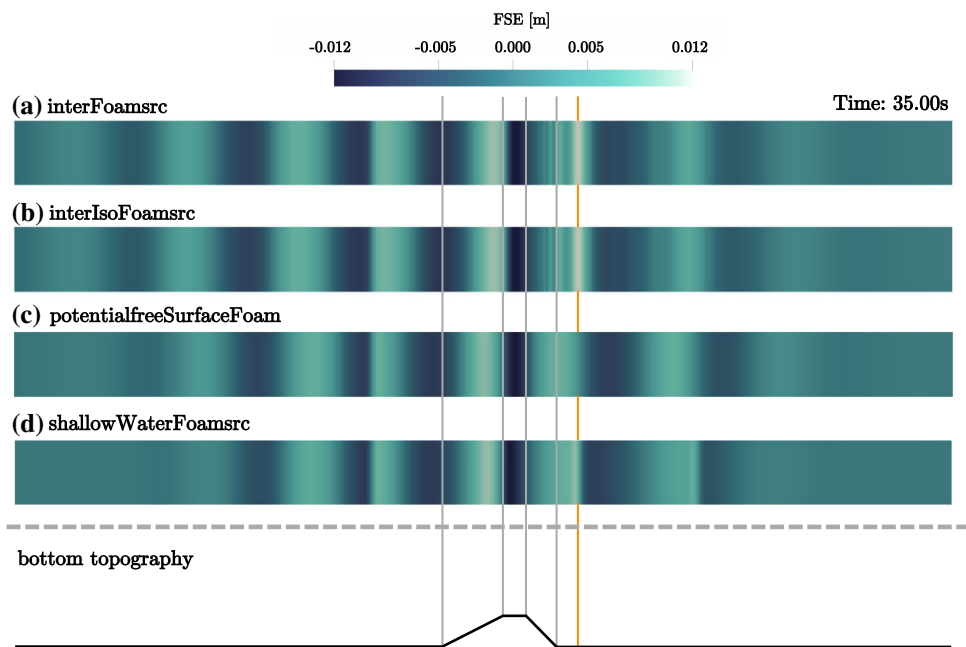 FSE [m]
-0.012 -0.005 0.000 0.005 0.012
(a) interFoamsrc
Time: 35.00s
(b) interIsoFoamsrc
(c) potentialfreeSurfaceFoam
(d) shallowWaterFoamsrc
bottom topography